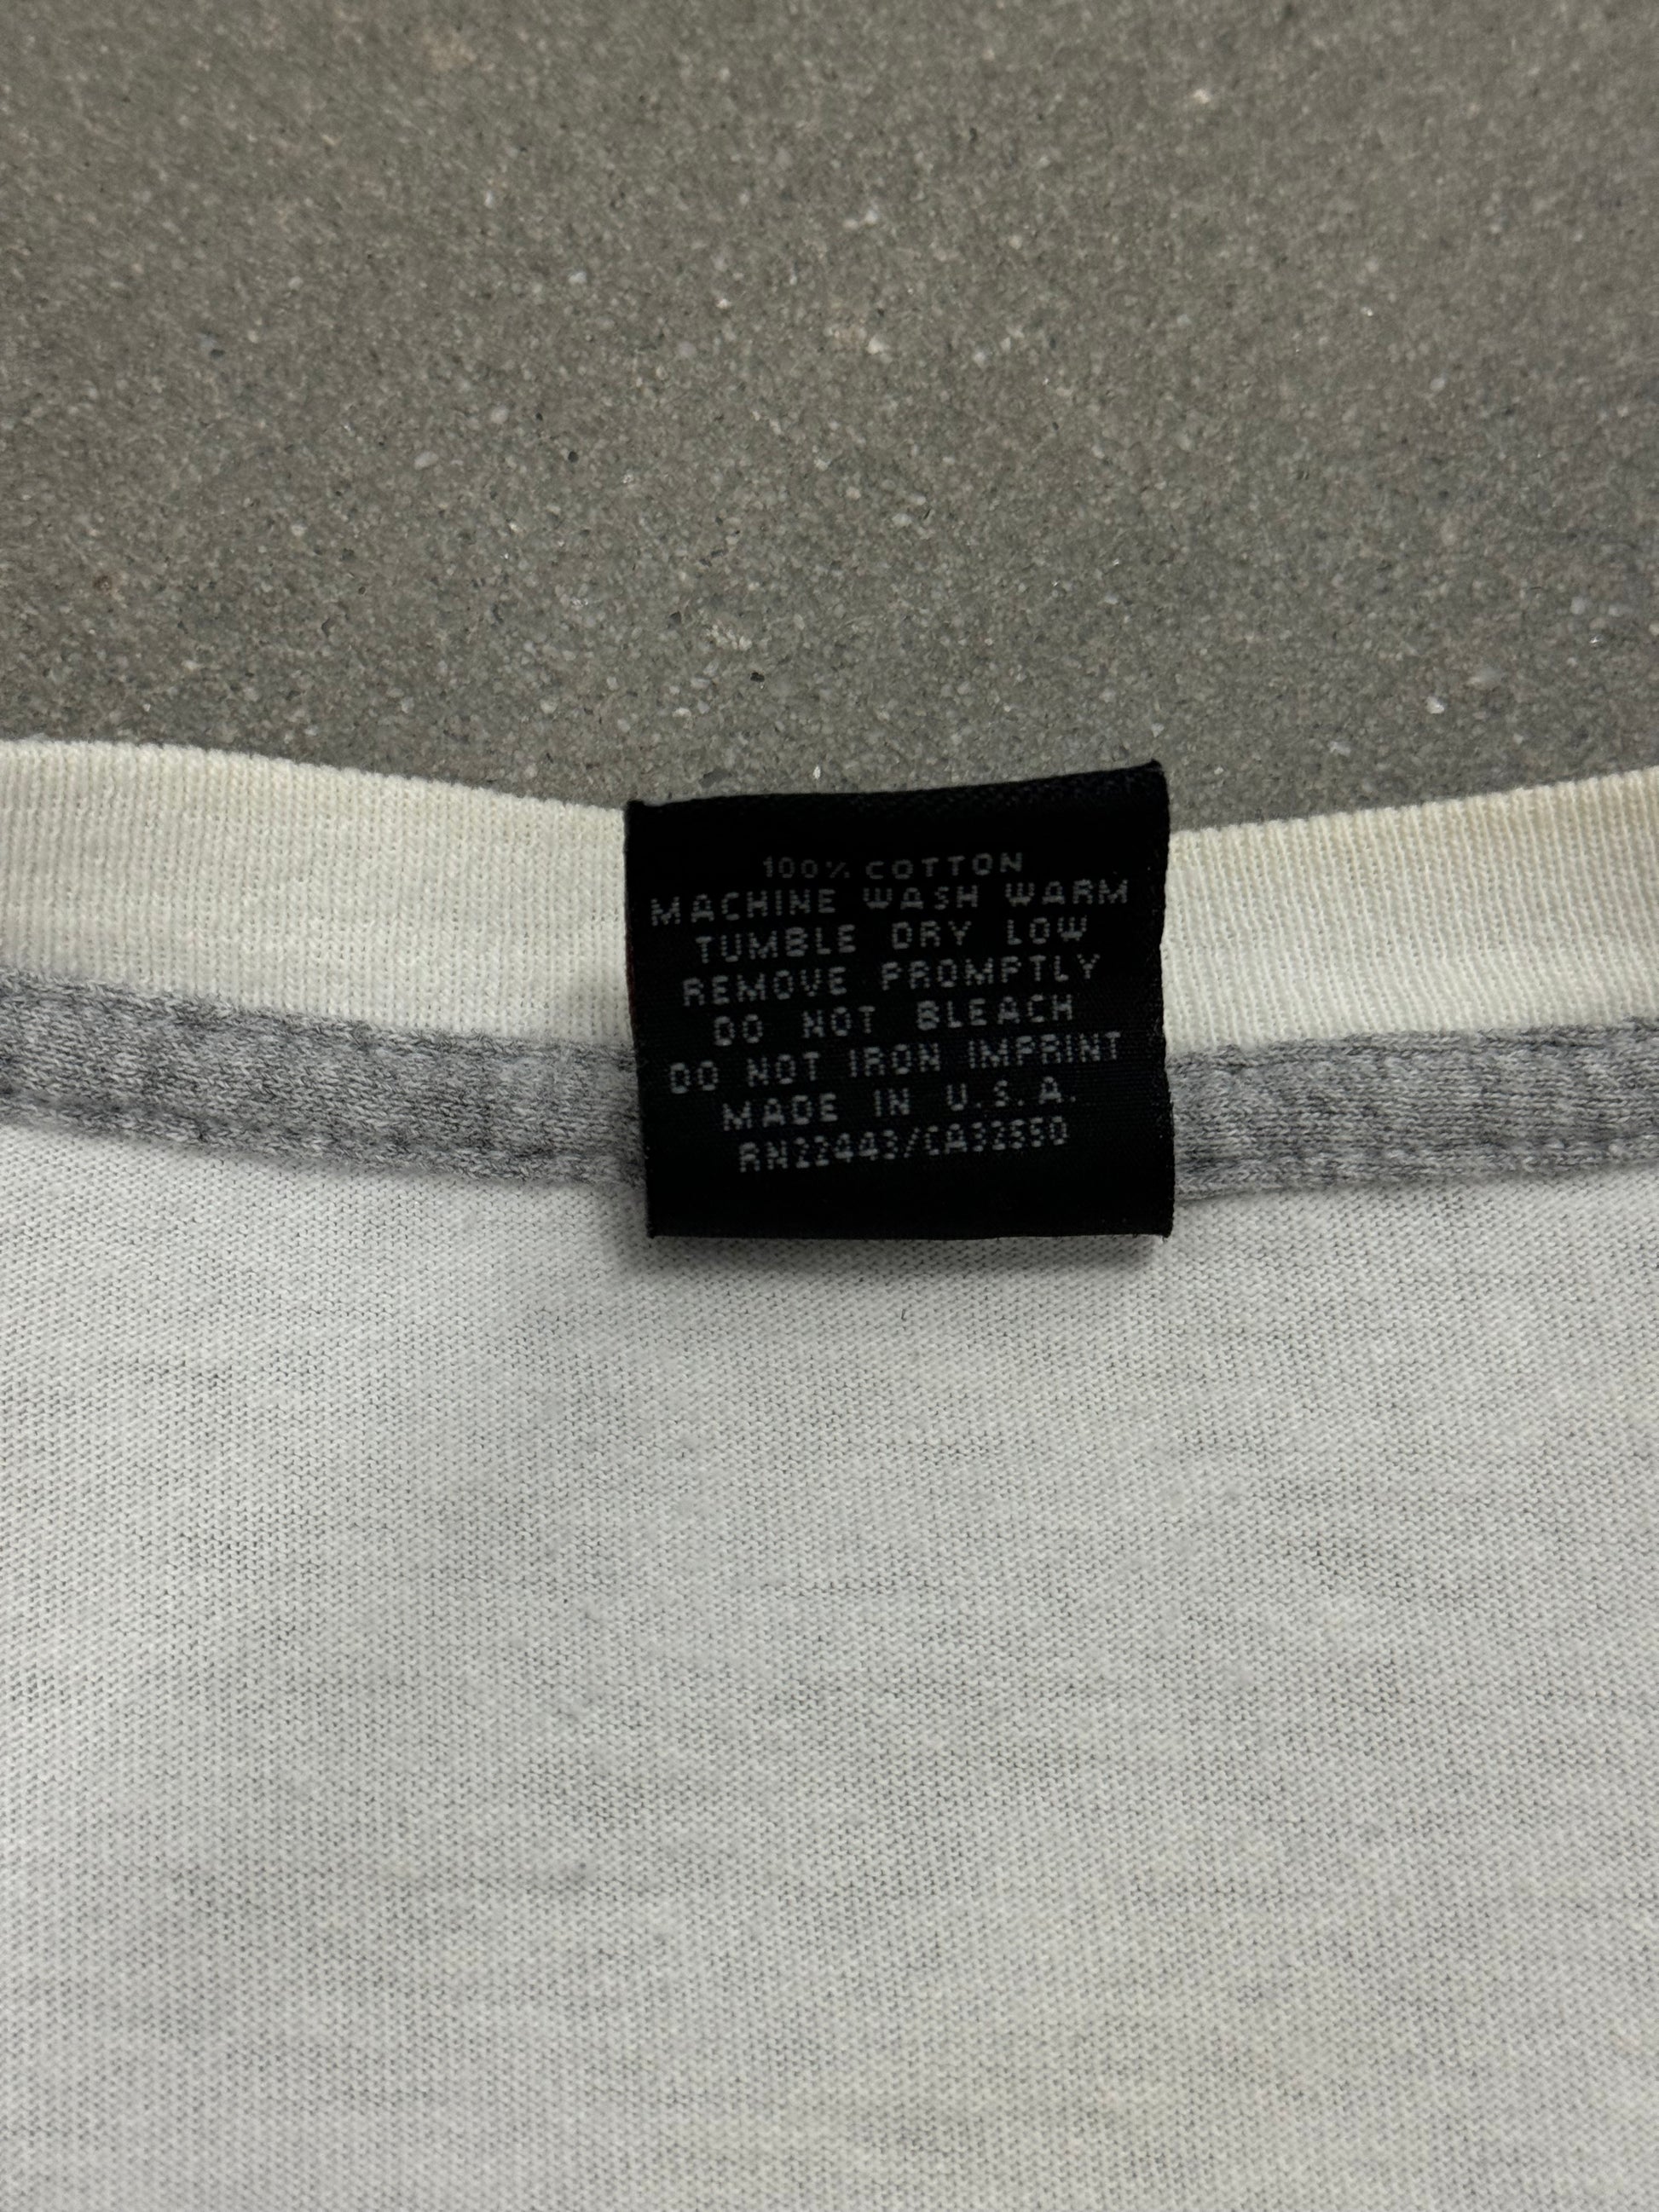 100% COTTON
MACHINE WASH WARM
TUMBLE DRY LOW
REMOVE PROMPTLY
DO NOT BLEACH
DO NOT IRON IMPRINT
MADE IN U.S.A.
RN22443/CA32550